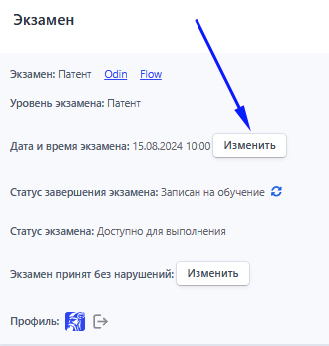 Экзамен
Экзамен: Патент Odin Flow
Уровень экзамена: Патент
Дата и время экзамена: 15.08.2024 10:00 Изменить
Статус завершения экзамена: Записан на обучение
Статус экзамена: Доступно для выполнения
Экзамен принят без нарушений: Изменить
Профиль: